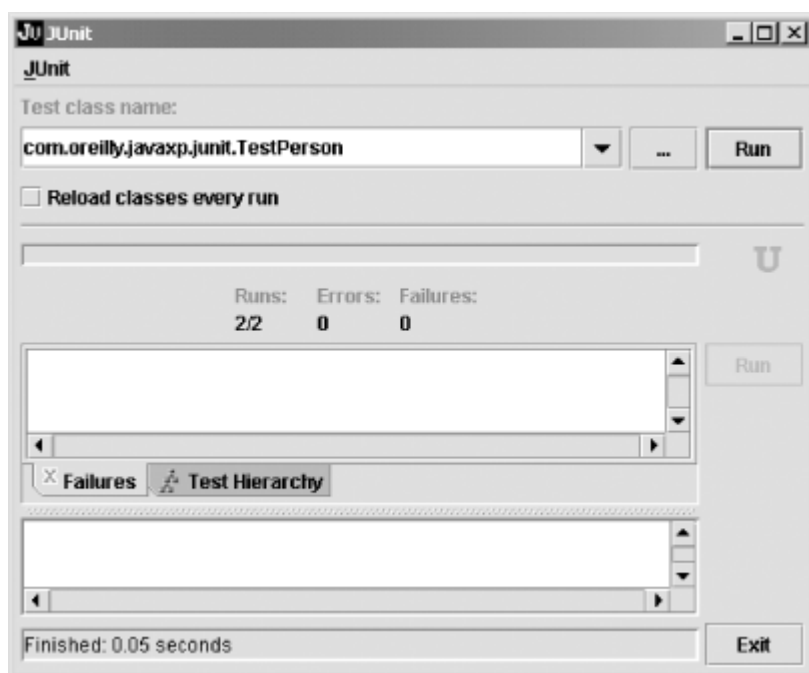 JU JUnit
JUnit
Test class name:
com.oreilly.javaxp.junit.TestPerson
... Run
Reload classes every run
U
Runs: Errors: Failures:
2/2 0 0
Run
Failures Test Hierarchy
Finished: 0.05 seconds
Exit